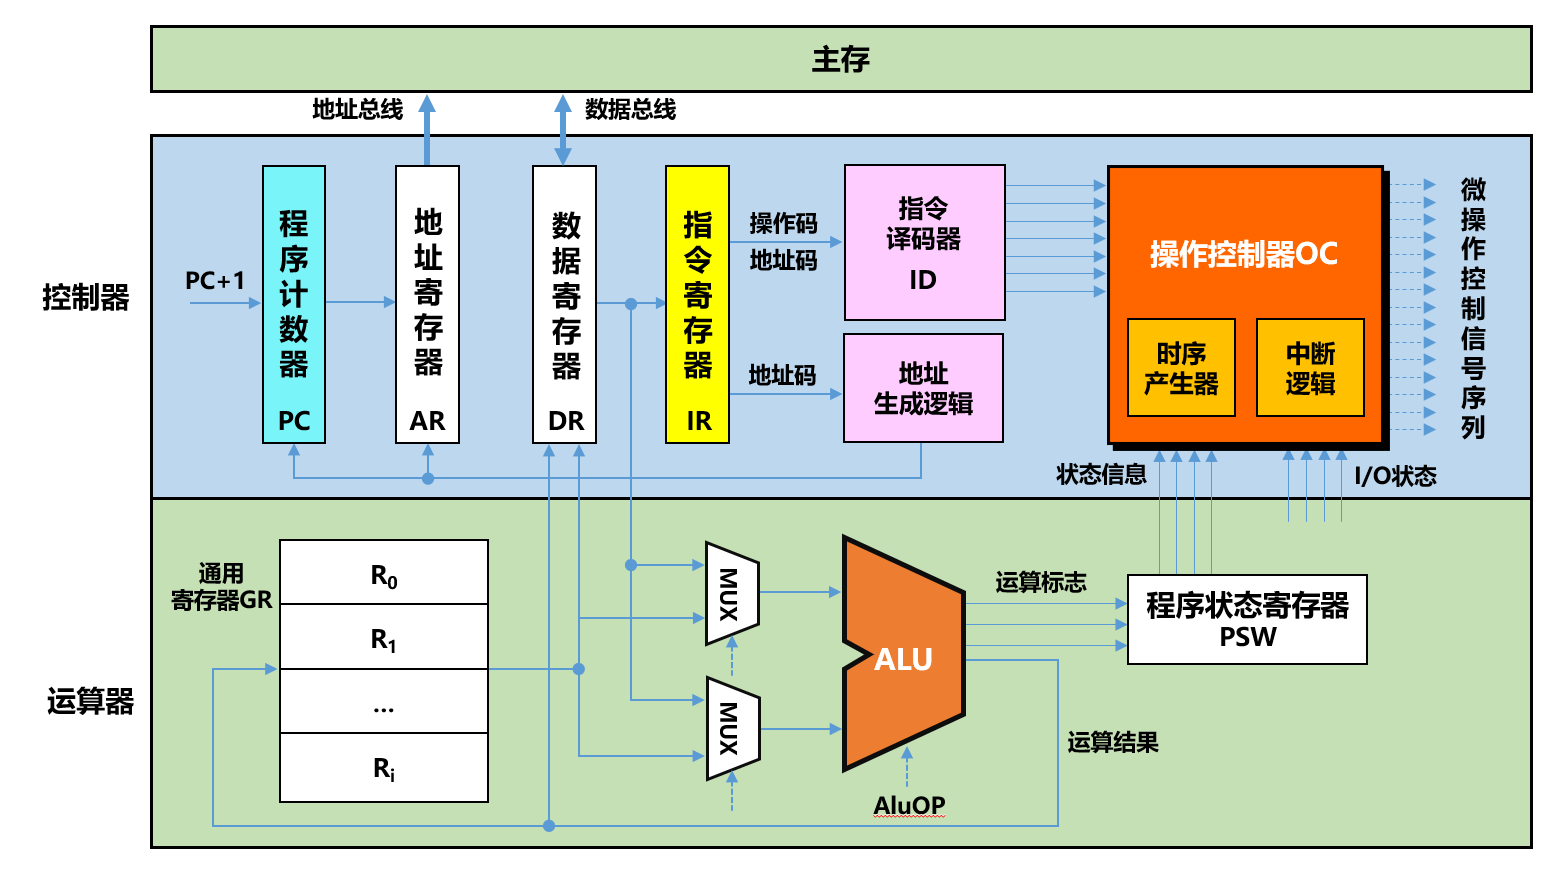 主存
地址总线
数据总线
控制器
PC+1
程序计数器
PC
地址寄存器
AR
数据寄存器
DR
指令寄存器
IR
操作码
地址码
地址码
指令
译码器
ID
地址
生成逻辑
操作控制器OC
时序
产生器
中断
逻辑
微操作控制信号序列
状态信息
I/O状态
运算器
通用
寄存器GR
R0
R1
...
Ri
MUX
MUX
ALU
AluOP
运算标志
程序状态寄存器
PSW
运算结果